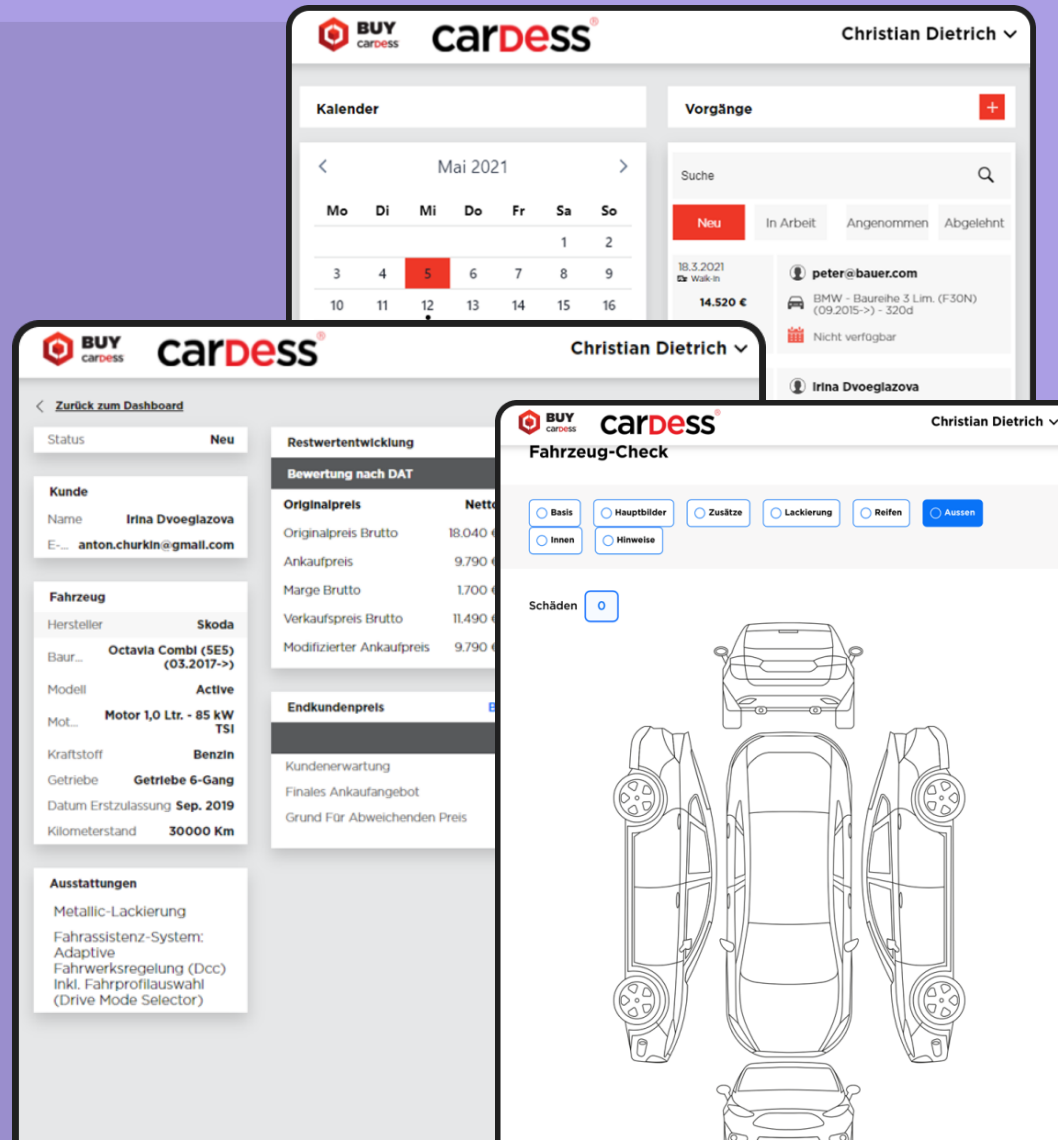 BUY
carDess
carDess®
Christian Dietrich
Kalender
Mai 2021
Mo Di Mi Do Fr Sa So
1 2
3 4 5 6 7 8 9
10 11 12 13 14 15 16
Vorgänge
+
Suche
Neu In Arbeit Angenommen Abgelehnt
18.3.2021
Walk-In
14.520 €
peter@bauer.com
BMW - Baureihe 3 Lim. (F30N)
(09.2015->) - 320d
Nicht verfügbar
Irina Dvoeglazova
BUY
carDess
carDess®
Christian Dietrich
Zurück zum Dashboard
Status Neu
Kunde
Name Irina Dvoeglazova
E-... anton.churkin@gmail.com
Fahrzeug
Hersteller Skoda
Baur... Octavia Combi (5E5)
(03.2017->)
Modell Active
Mot... Motor 1,0 Ltr. - 85 kW
TSI
Kraftstoff Benzin
Getriebe Getriebe 6-Gang
Datum Erstzulassung Sep. 2019
Kilometerstand 30000 Km
Ausstattungen
Metallic-Lackierung
Fahrassistenz-System:
Adaptive
Fahrwerksregelung (Dcc)
Inkl. Fahrprofilauswahl
(Drive Mode Selector)
Restwertentwicklung
Bewertung nach DAT
Originalpreis Netto
Originalpreis Brutto 18.040 €
Ankaufpreis 9.790 €
Marge Brutto 1.700 €
Verkaufspreis Brutto 11.490 €
Modifizierter Ankaufpreis 9.790 €
Endkundenpreis B
Kundenerwartung
Finales Ankaufangebot
Grund Für Abweichenden Preis
BUY
carDess
carDess®
Christian Dietrich
Fahrzeug-Check
Basis Hauptbilder Zusätze Lackierung Reifen Aussen
Innen Hinweise
Schäden 0